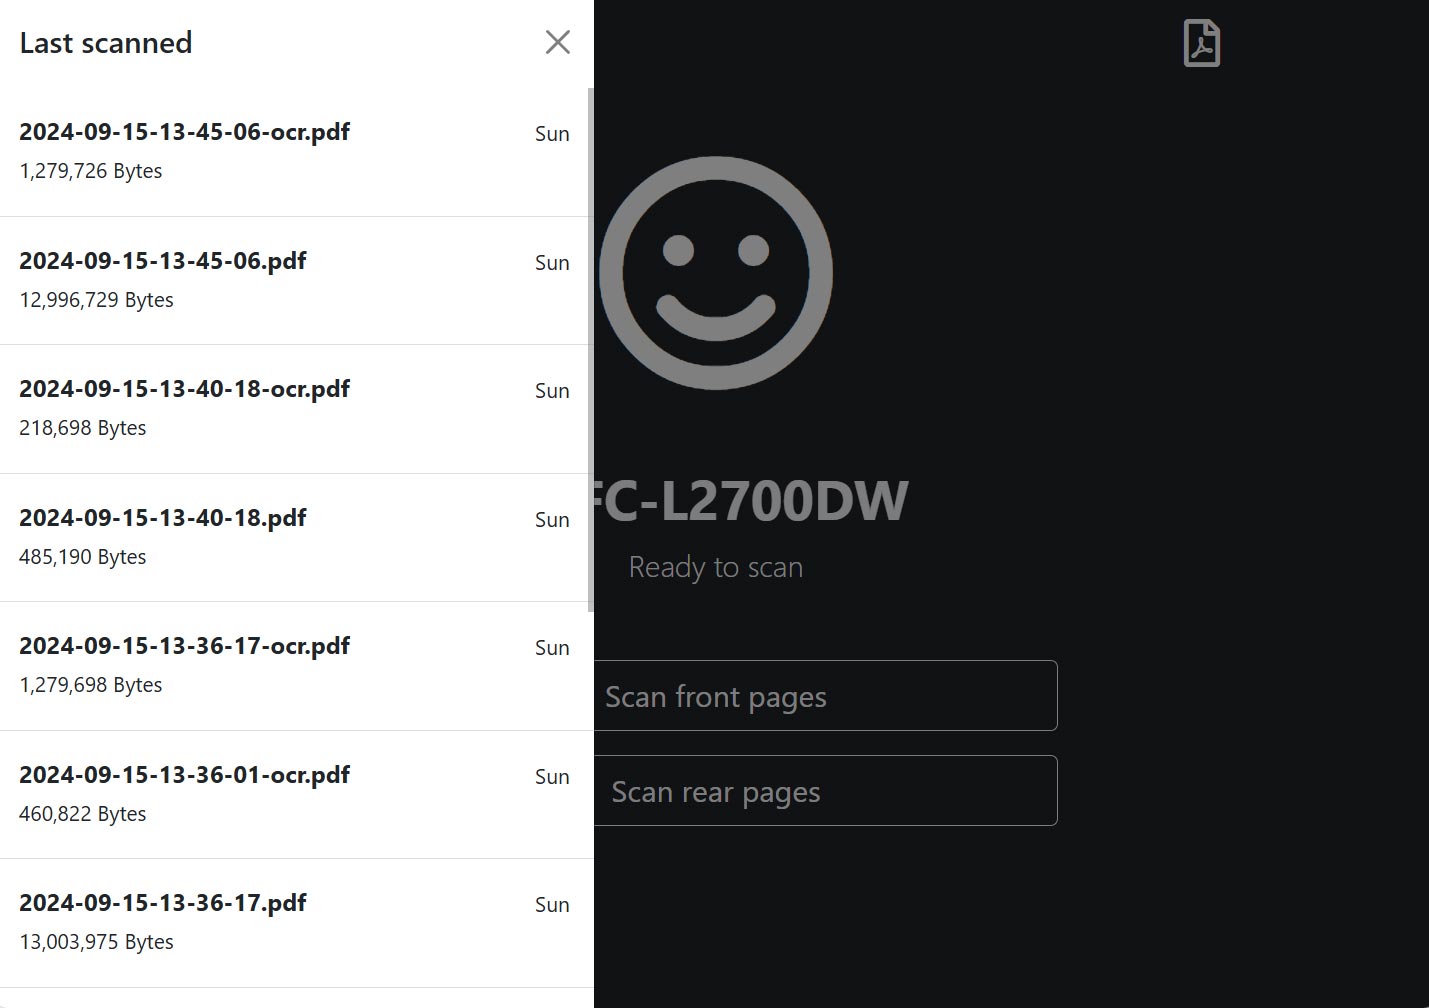 Last scanned
2024-09-15-13-45-06-ocr.pdf Sun
1,279,726 Bytes
2024-09-15-13-45-06.pdf Sun
12,996,729 Bytes
2024-09-15-13-40-18-ocr.pdf Sun
218,698 Bytes
2024-09-15-13-40-18.pdf Sun
485,190 Bytes
2024-09-15-13-36-17-ocr.pdf Sun
1,279,698 Bytes
2024-09-15-13-36-01-ocr.pdf Sun
460,822 Bytes
2024-09-15-13-36-17.pdf Sun
13,003,975 Bytes
FC-L2700DW
Ready to scan
Scan front pages
Scan rear pages